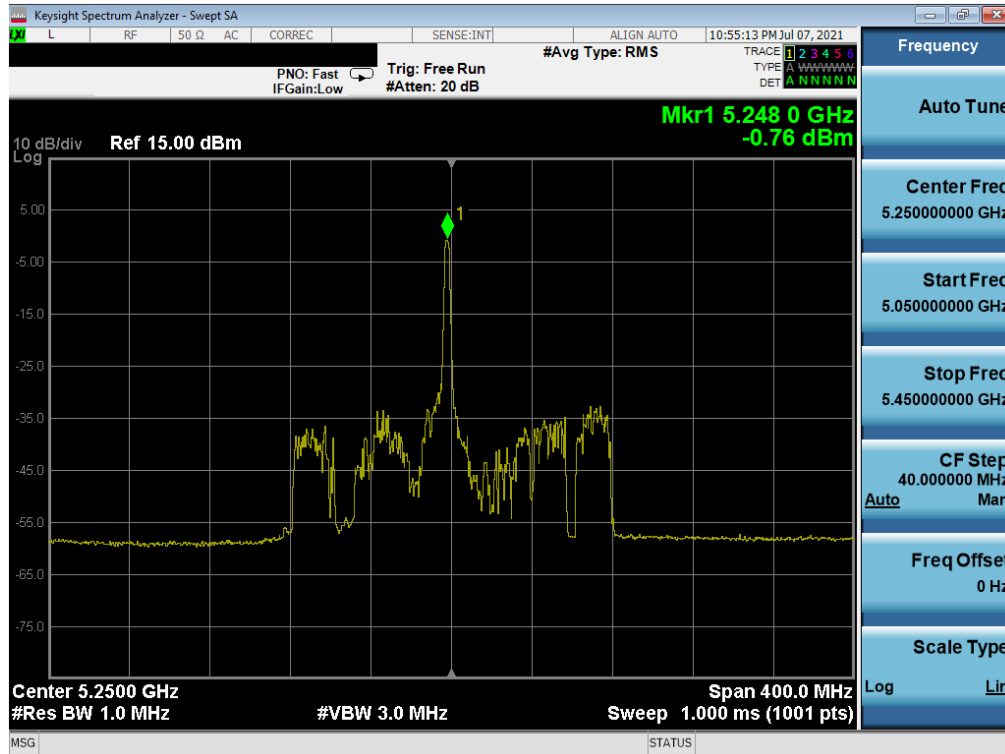 Keysight Spectrum Analyzer - Swept SA
LXI L RF 50 Ω AC CORREC SENSE:INT ALIGN AUTO 10:55:13 PM Jul 07, 2021
PNO: Fast
IFGain:Low
Trig: Free Run
#Atten: 20 dB
#Avg Type: RMS
TRACE 1 2 3 4 5 6
TYPE A WWWWW
DET A N N N N N
Mkr1 5.248 0 GHz
-0.76 dBm
10 dB/div Ref 15.00 dBm
Log
1
5.00
-5.00
-15.0
-25.0
-35.0
-45.0
-55.0
-65.0
-75.0
Center 5.2500 GHz Span 400.0 MHz
#Res BW 1.0 MHz #VBW 3.0 MHz Sweep 1.000 ms (1001 pts)
MSG STATUS
Frequency
Auto Tune
Center Freq
5.250000000 GHz
Start Freq
5.050000000 GHz
Stop Freq
5.450000000 GHz
CF Step
40.000000 MHz
Auto Man
Freq Offset
0 Hz
Scale Type
Log Lin